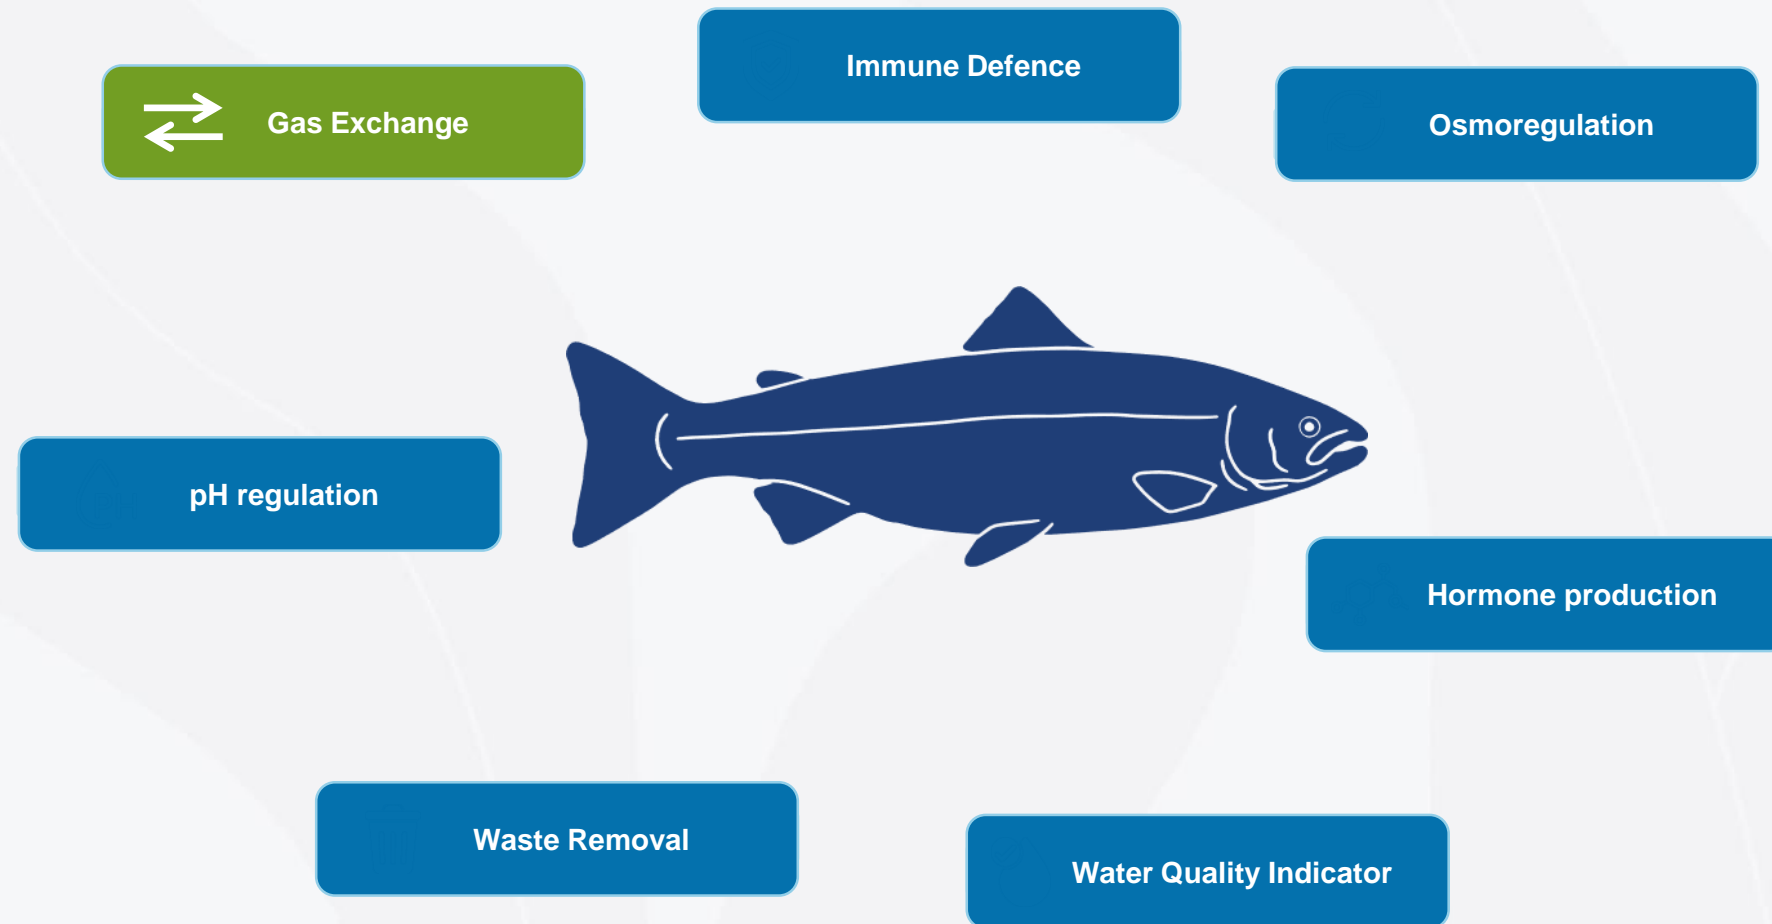 Immune Defence
Gas Exchange
Osmoregulation
pH regulation
Hormone production
Waste Removal
Water Quality Indicator